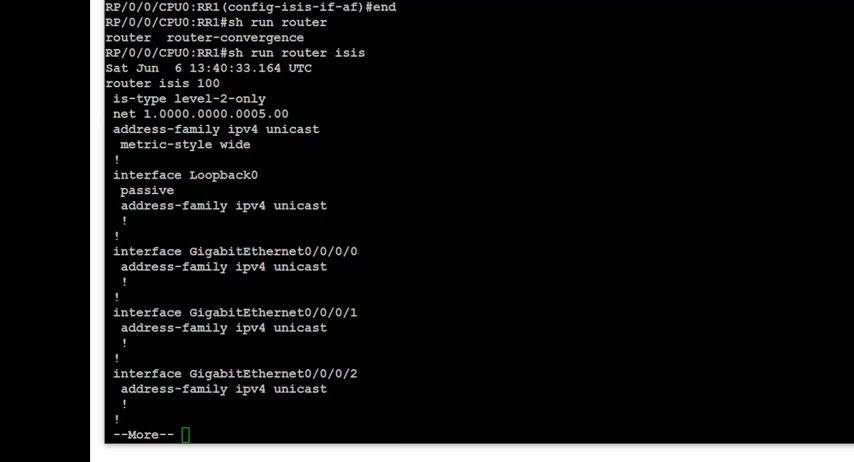 RP/0/0/CPU0:RR1(config-isis-if-af)#end
RP/0/0/CPU0:RR1#sh run router
router  router-convergence
RP/0/0/CPU0:RR1#sh run router isis
Sat Jun  6 13:40:33.164 UTC
router isis 100
 is-type level-2-only
 net 1.0000.0000.0005.00
 address-family ipv4 unicast
  metric-style wide
 !
 interface Loopback0
  passive
  address-family ipv4 unicast
  !
 !
 interface GigabitEthernet0/0/0/0
  address-family ipv4 unicast
  !
 !
 interface GigabitEthernet0/0/0/1
  address-family ipv4 unicast
  !
 !
 interface GigabitEthernet0/0/0/2
  address-family ipv4 unicast
  !
 !
 --More--